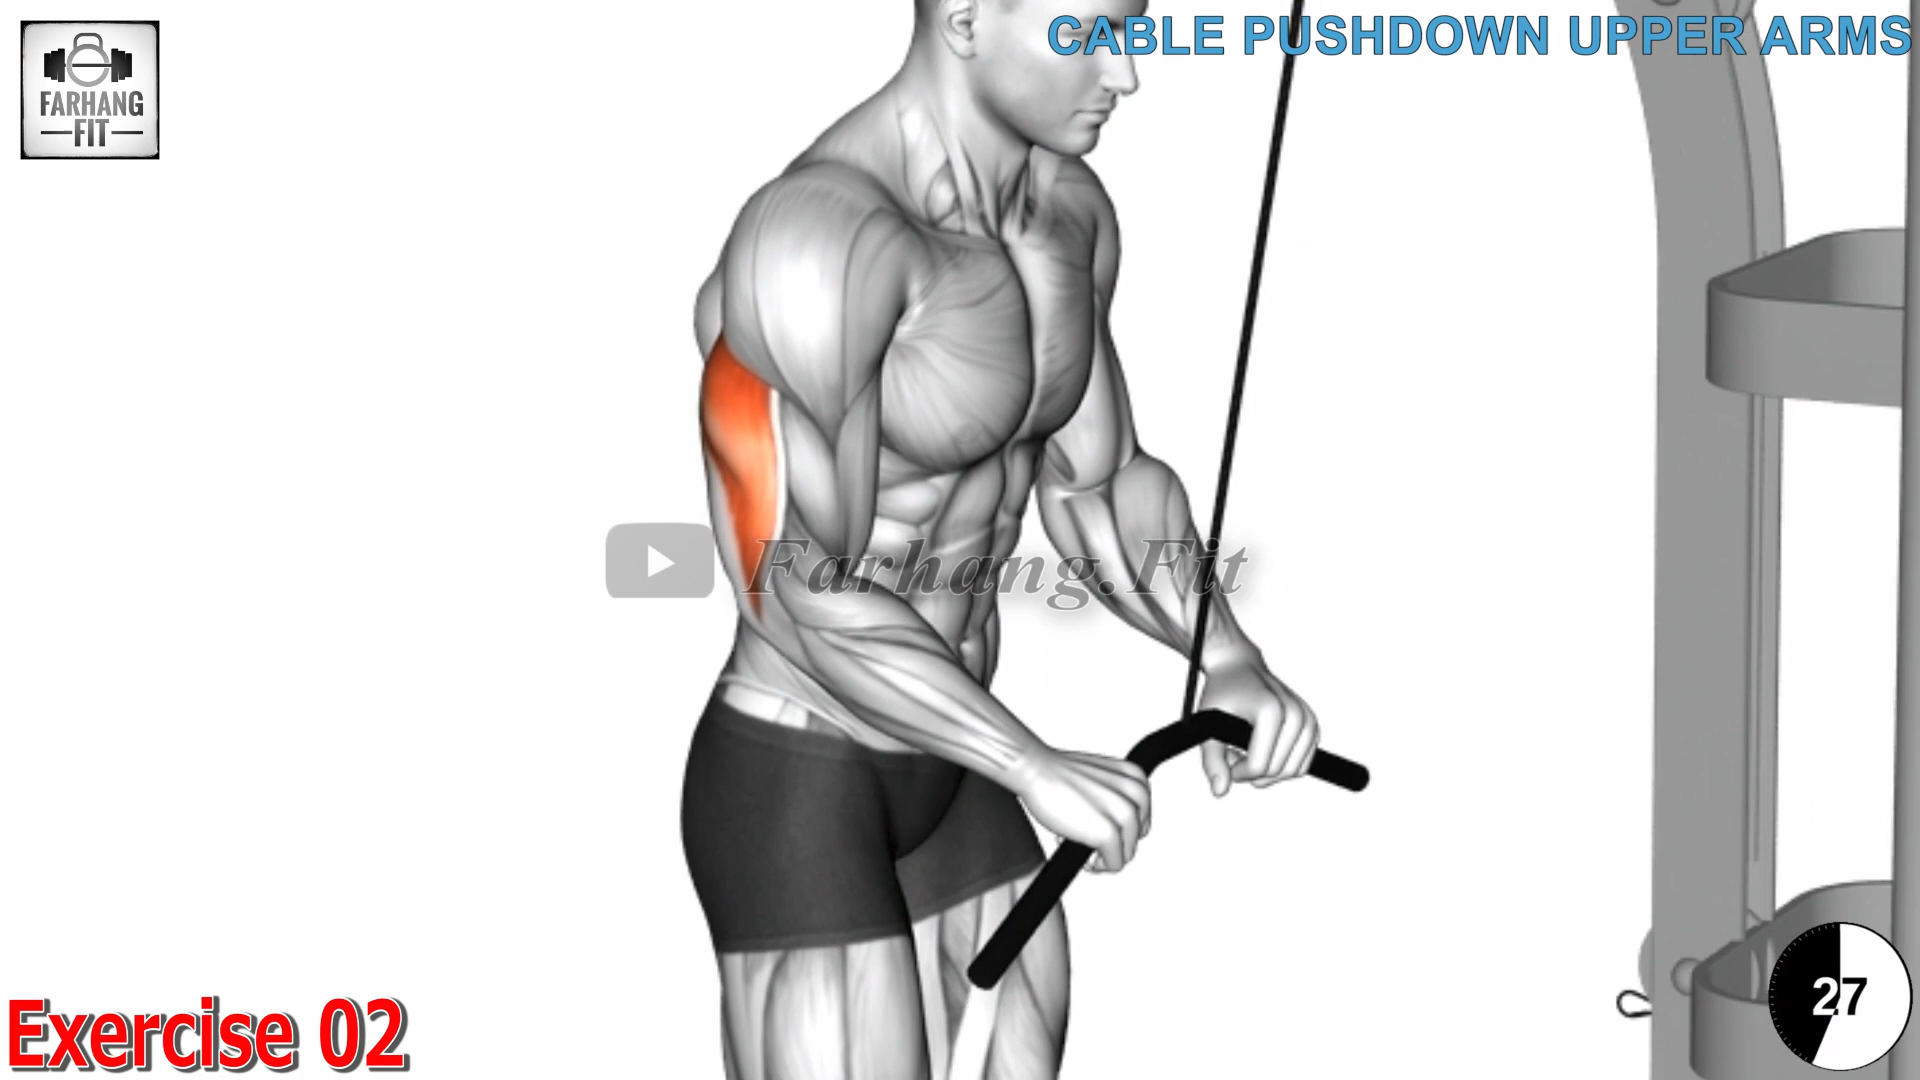 FARHANG
FIT
CABLE PUSHDOWN UPPER ARMS
Farhang.Fit
Exercise 02
27